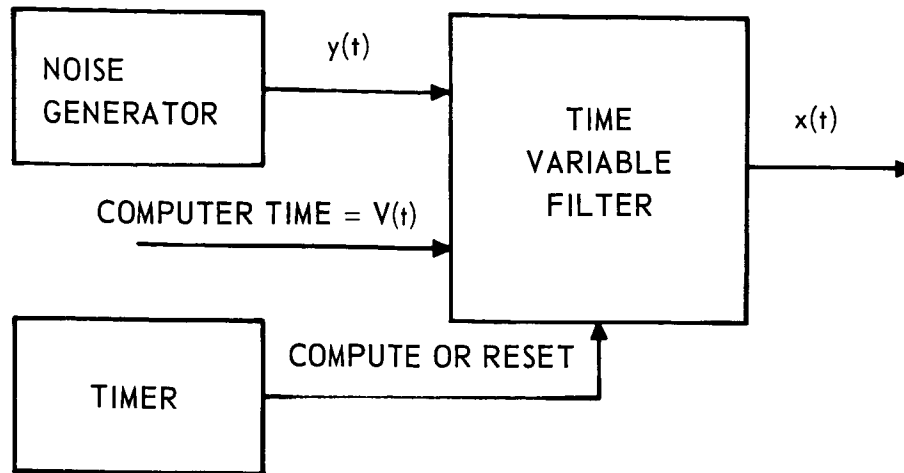 NOISE
GENERATOR
y(t)
TIME
VARIABLE
FILTER
x(t)
COMPUTER TIME = V(t)
COMPUTE OR RESET
TIMER